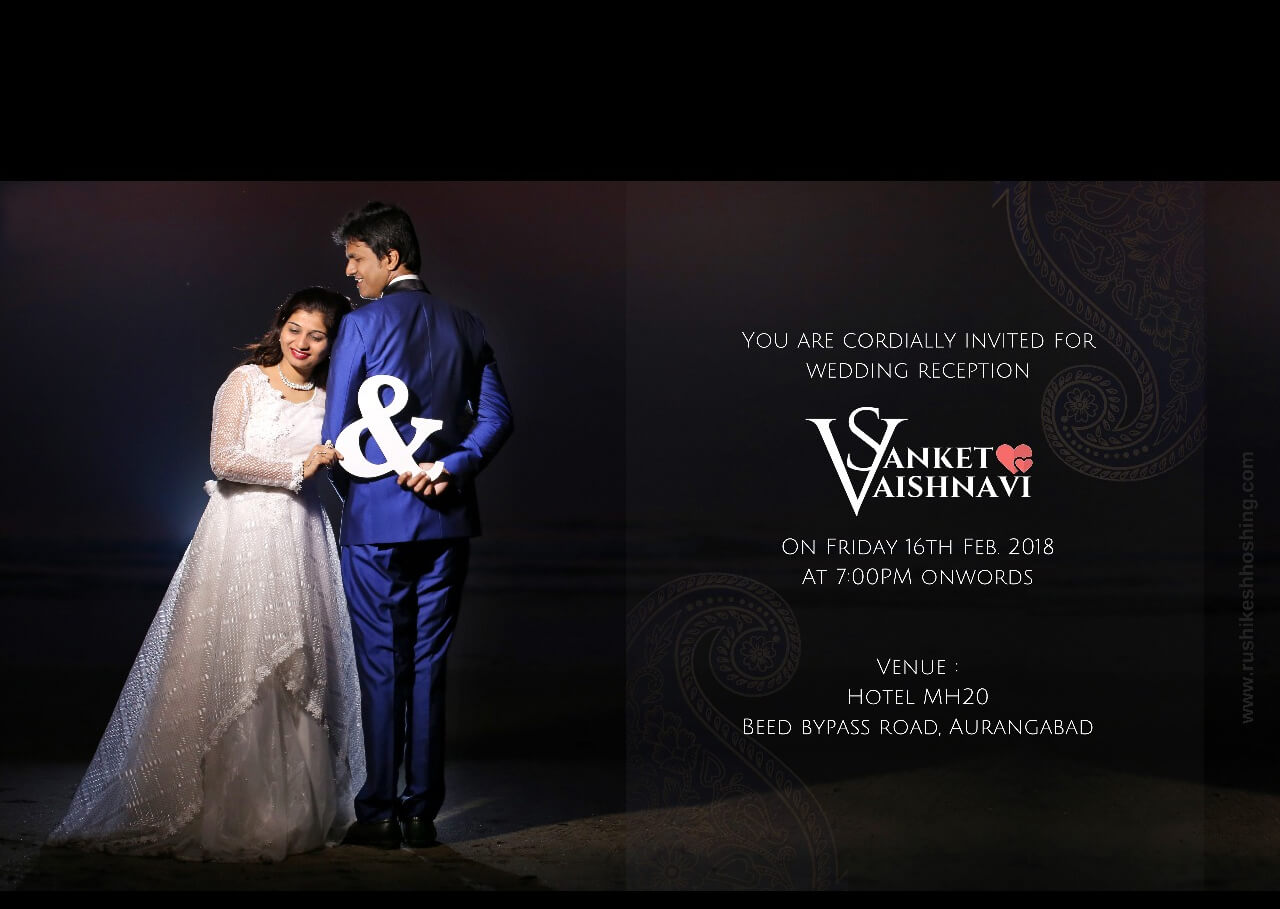 &
You are cordially invited for
wedding reception
Sanket
Vaishnavi
On Friday 16th Feb. 2018
at 7:00PM onwords
Venue :
Hotel MH20
Beed bypass road, Aurangabad
www.rushikeshhoshing.com